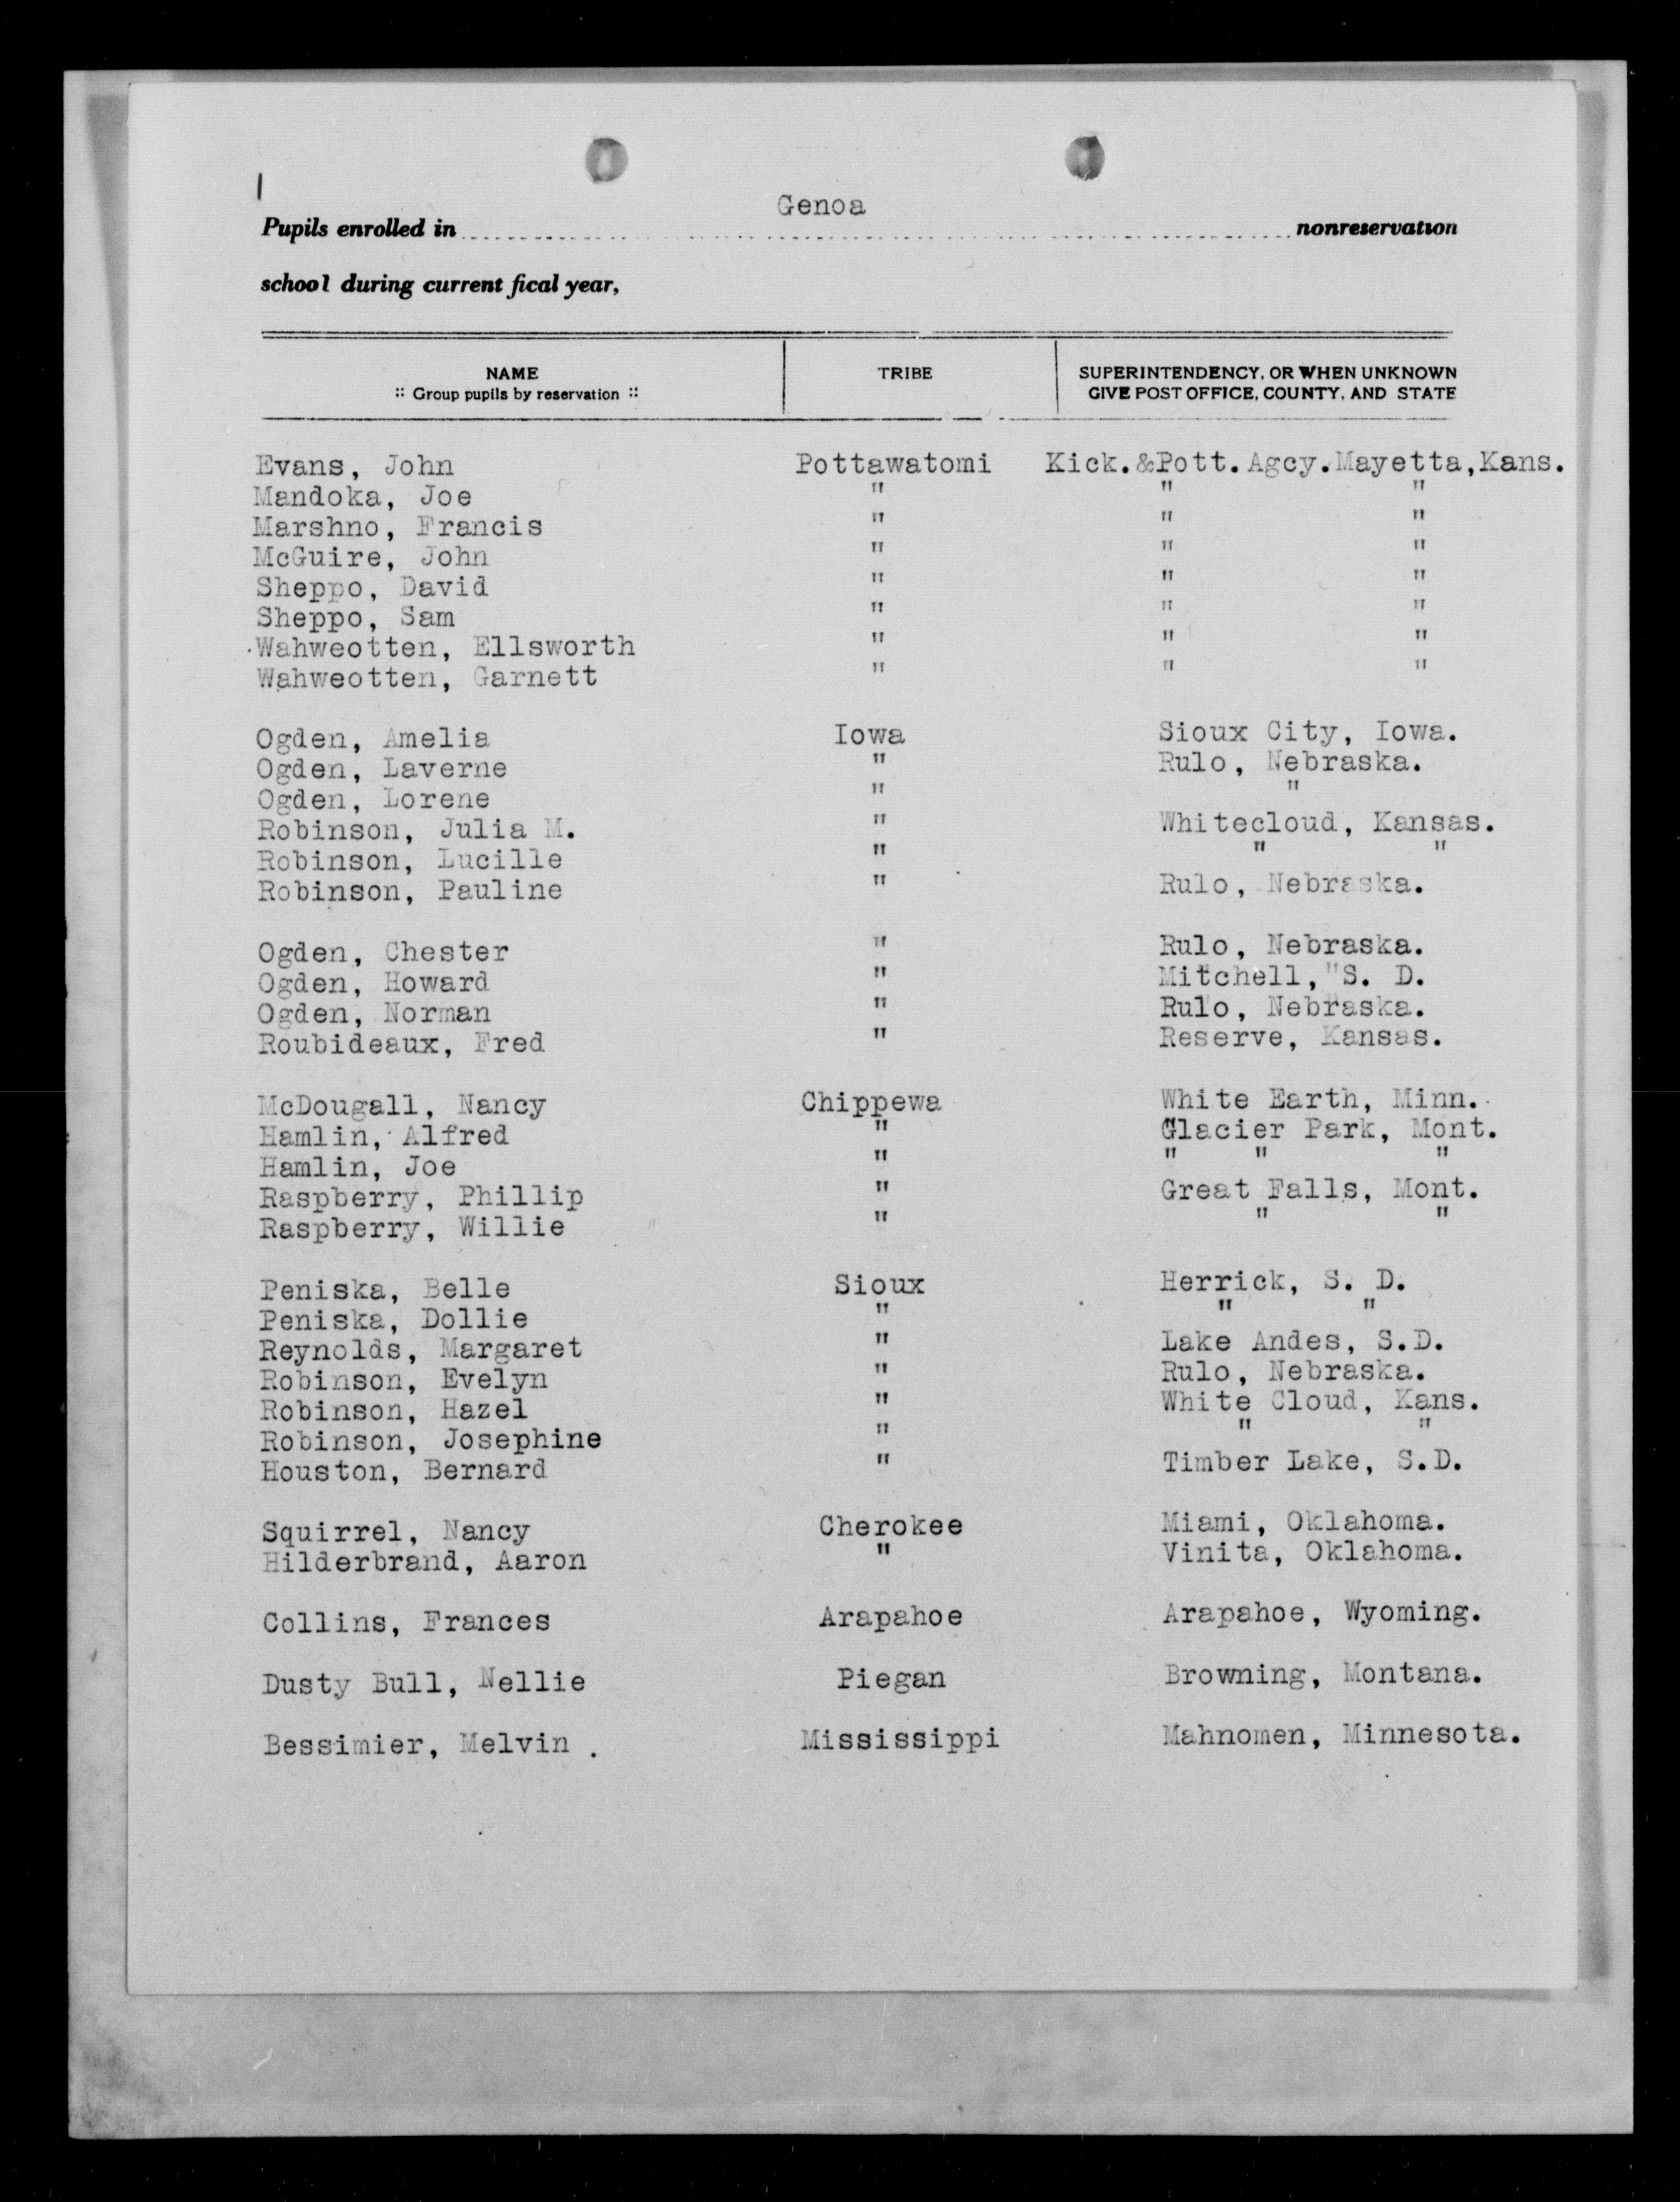 Genoa
Pupils enrolled in nonreservation
school during current fical year,
NAME TRIBE SUPERINTENDENCY, OR WHEN UNKNOWN
:: Group pupils by reservation :: GIVE POST OFFICE, COUNTY, AND STATE
Evans, John Pottawatomi Kick.&Pott.Agcy.Mayetta,Kans.
Mandoka, Joe " " "
Marshno, Francis " " "
McGuire, John " " "
Sheppo, David " " "
Sheppo, Sam " " "
Wahweotten, Ellsworth " " "
Wahweotten, Garnett " " "
Ogden, Amelia Iowa Sioux City, Iowa.
Ogden, Laverne " Rulo, Nebraska.
Ogden, Lorene " "
Robinson, Julia M. " Whitecloud, Kansas.
Robinson, Lucille " " "
Robinson, Pauline " Rulo, Nebraska.
Ogden, Chester " Rulo, Nebraska.
Ogden, Howard " Mitchell, S. D.
Ogden, Norman " Rulo, Nebraska.
Roubideaux, Fred " Reserve, Kansas.
McDougall, Nancy Chippewa White Earth, Minn.
Hamlin, Alfred " Glacier Park, Mont.
Hamlin, Joe " " " "
Raspberry, Phillip " Great Falls, Mont.
Raspberry, Willie " " "
Peniska, Belle Sioux Herrick, S. D.
Peniska, Dollie " " "
Reynolds, Margaret " Lake Andes, S.D.
Robinson, Evelyn " Rulo, Nebraska.
Robinson, Hazel " White Cloud, Kans.
Robinson, Josephine " " "
Houston, Bernard " Timber Lake, S.D.
Squirrel, Nancy Cherokee Miami, Oklahoma.
Hilderbrand, Aaron " Vinita, Oklahoma.
Collins, Frances Arapahoe Arapahoe, Wyoming.
Dusty Bull, Nellie Piegan Browning, Montana.
Bessimier, Melvin . Mississippi Mahnomen, Minnesota.